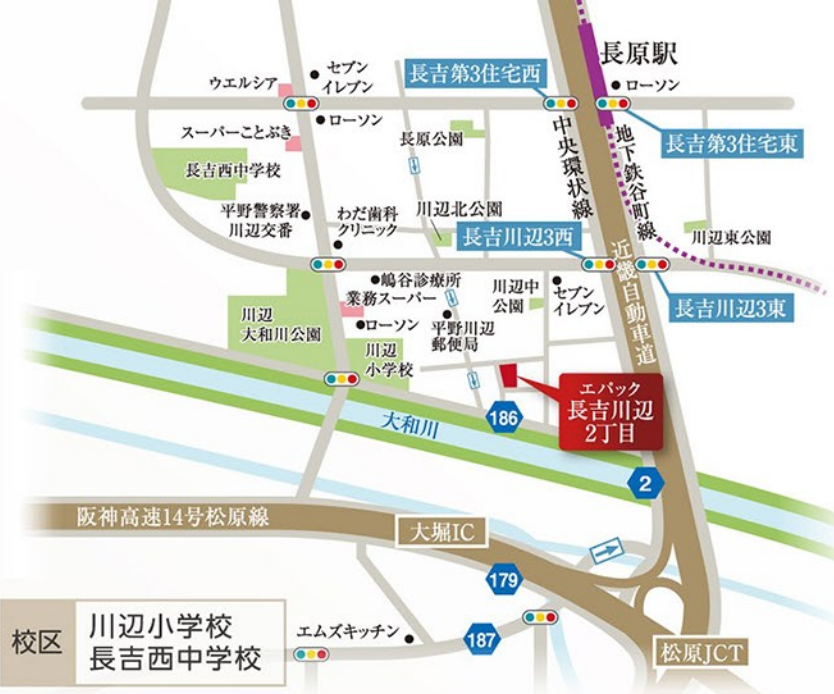 長原駅
セブン
イレブン
ウエルシア
長吉第3住宅西
ローソン
ローソン
スーパーことぶき
長原公園
長吉第3住宅東
長吉西中学校
中央環状線
地下鉄谷町線
平野警察署
川辺交番
わだ歯科
クリニック
川辺北公園
長吉川辺3西
川辺東公園
近畿自動車道
嶋谷診療所
業務スーパー
川辺中
公園
セブン
イレブン
長吉川辺3東
川辺
大和川公園
ローソン
平野川辺
郵便局
川辺
小学校
エバック
長吉川辺
2丁目
186
大和川
2
阪神高速14号松原線
大堀IC
179
校区
川辺小学校
長吉西中学校
エムズキッチン
187
松原JCT